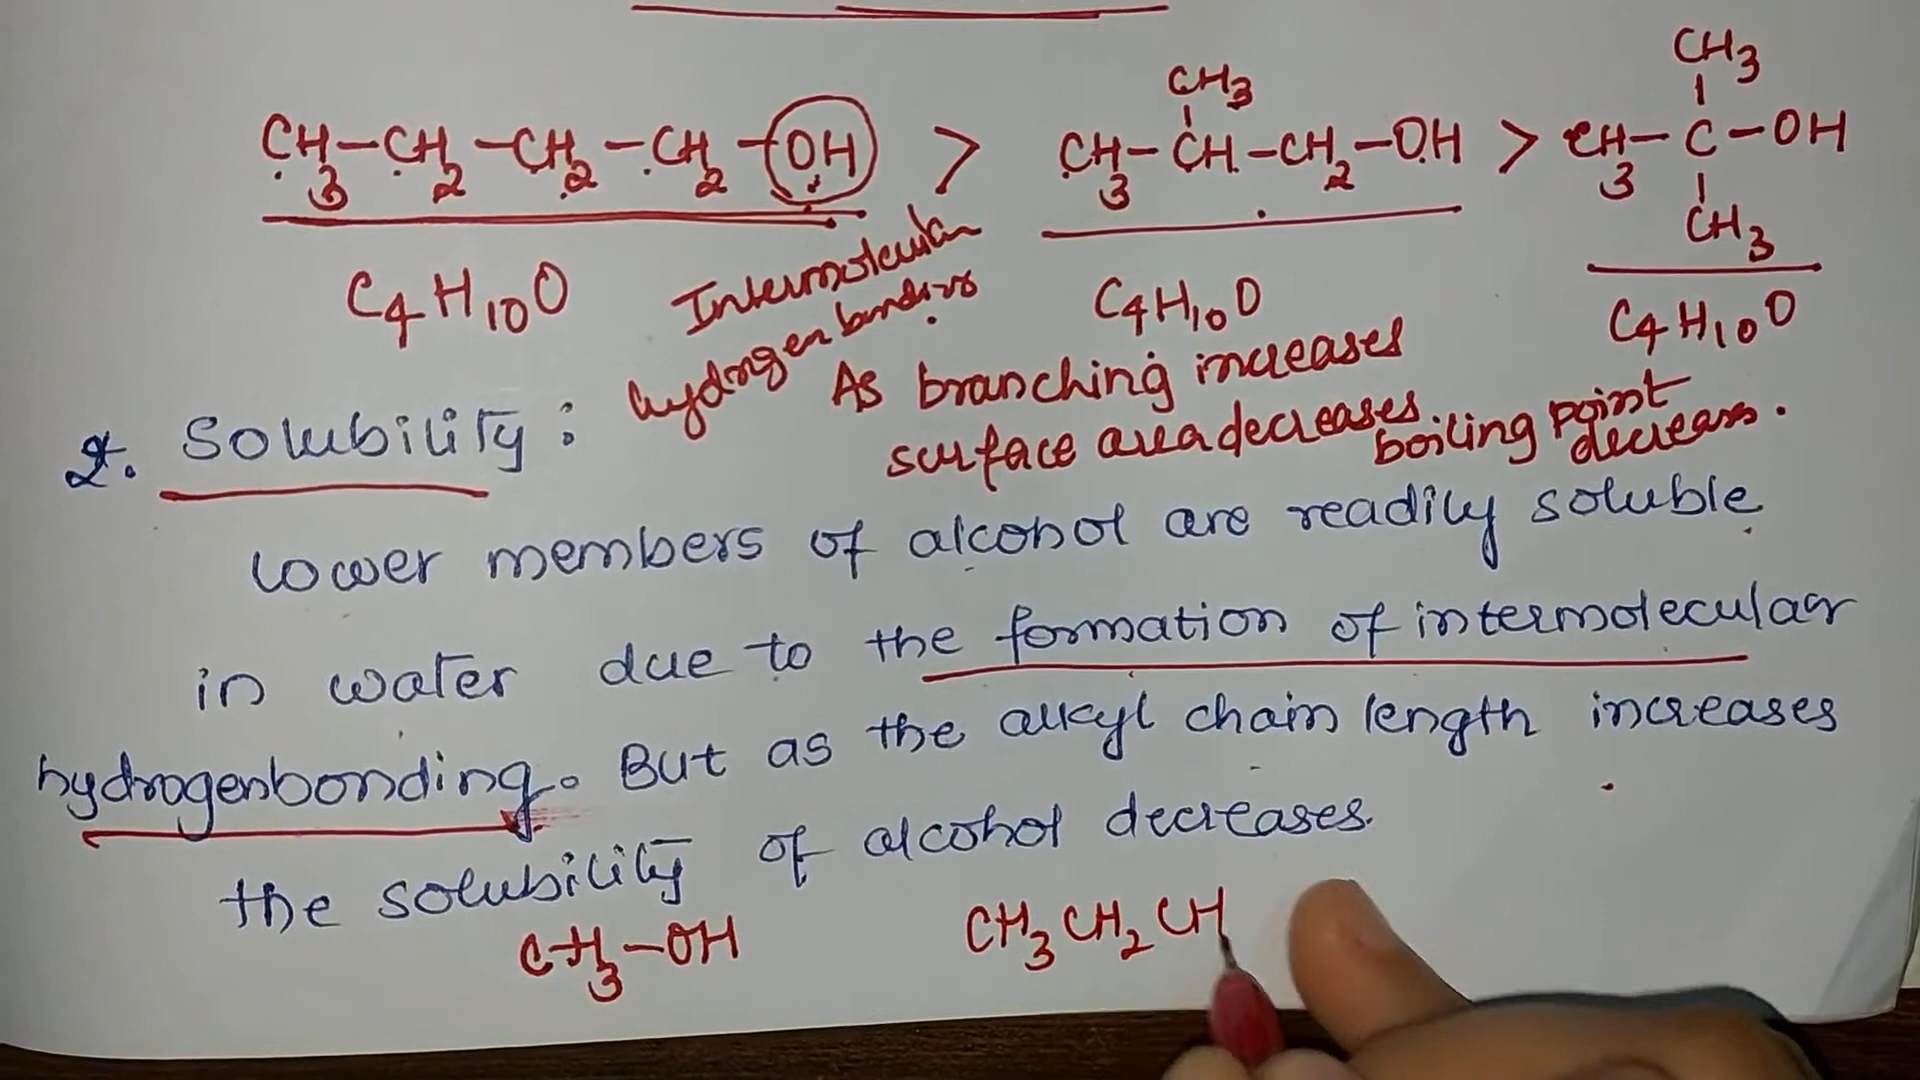 CH3
CH3
CH3-CH2-CH2-CH2-OH > CH3-CH-CH2-OH > CH3-C-OH
CH3
C4H10O
C4H10O
C4H10O
Intermolecular
hydrogen bonding
As branching increases
surface area decreases.
boiling point
decreases.
2. Solubility:
Lower members of alcohol are readily soluble
in water due to the formation of intermolecular
hydrogenbonding. But as the alkyl chain length increases
the solubility of alcohol decreases.
CH3-OH
CH3CH2CH